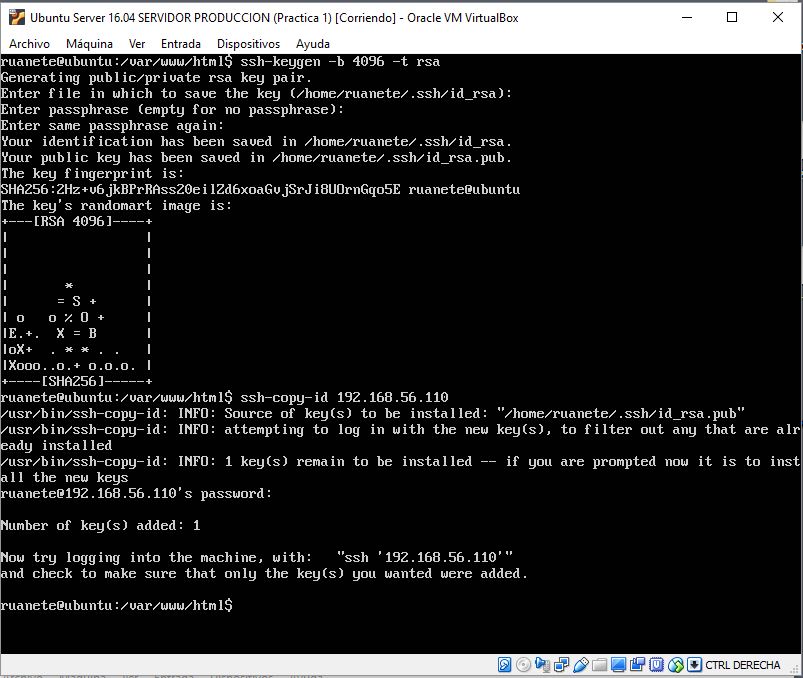 Ubuntu Server 16.04 SERVIDOR PRODUCCION (Practica 1) [Corriendo] - Oracle VM VirtualBox
Archivo Máquina Ver Entrada Dispositivos Ayuda
ruanete@ubuntu:/var/www/html$ ssh-keygen -b 4096 -t rsa
Generating public/private rsa key pair.
Enter file in which to save the key (/home/ruanete/.ssh/id_rsa):
Enter passphrase (empty for no passphrase):
Enter same passphrase again:
Your identification has been saved in /home/ruanete/.ssh/id_rsa.
Your public key has been saved in /home/ruanete/.ssh/id_rsa.pub.
The key fingerprint is:
SHA256:2Hz+v6jkBPrRAss20eilZd6xoaGvjSrJi8UOrnGqo5E ruanete@ubuntu
The key's randomart image is:
+---[RSA 4096]----+
|                 |
|                 |
|                 |
|       *         |
|      = S +      |
| o   o % O +     |
|E.+.  X = B      |
|oX+  . * * . .   |
|Xooo..o.+ o.o.o. |
+----[SHA256]-----+
ruanete@ubuntu:/var/www/html$ ssh-copy-id 192.168.56.110
/usr/bin/ssh-copy-id: INFO: Source of key(s) to be installed: "/home/ruanete/.ssh/id_rsa.pub"
/usr/bin/ssh-copy-id: INFO: attempting to log in with the new key(s), to filter out any that are alr
eady installed
/usr/bin/ssh-copy-id: INFO: 1 key(s) remain to be installed -- if you are prompted now it is to inst
all the new keys
ruanete@192.168.56.110's password:
Number of key(s) added: 1
Now try logging into the machine, with:   "ssh '192.168.56.110'"
and check to make sure that only the key(s) you wanted were added.
ruanete@ubuntu:/var/www/html$
CTRL DERECHA